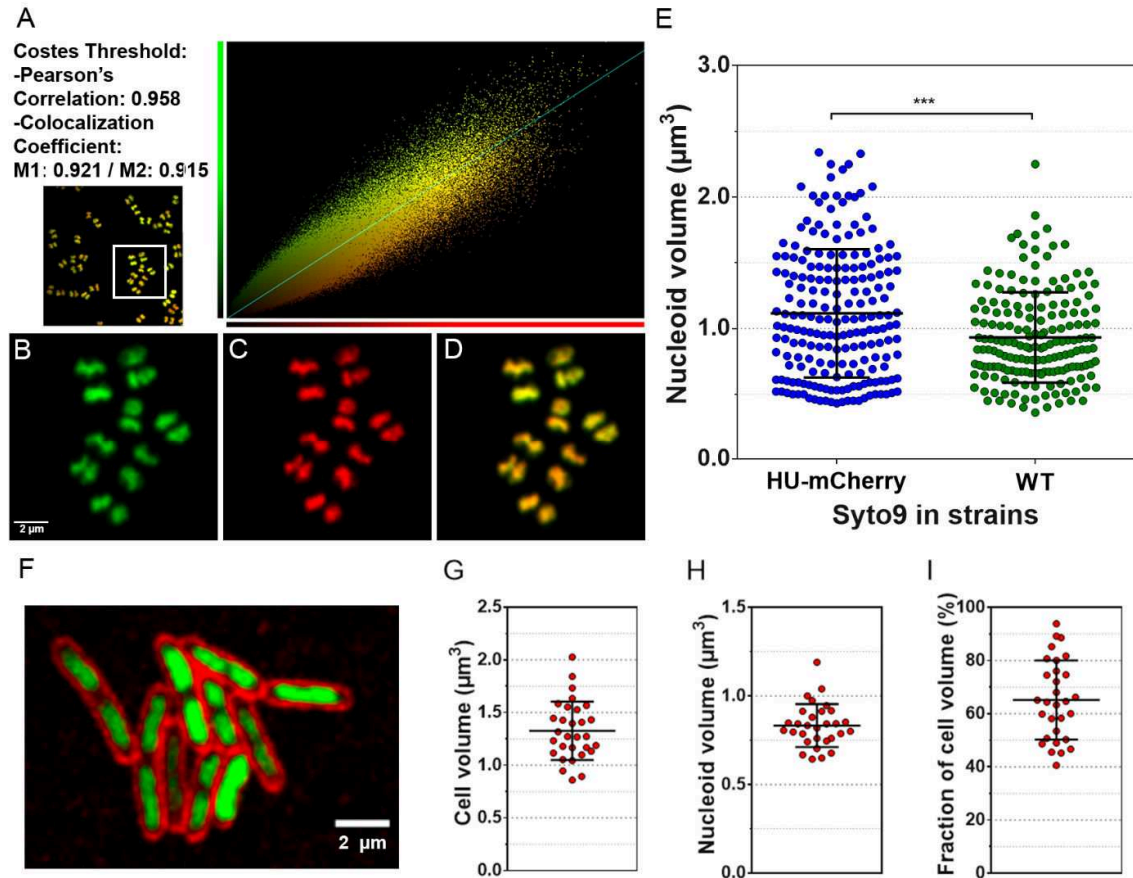 A
Costes Threshold:
-Pearson's
Correlation: 0.958
-Colocalization
Coefficient:
M1: 0.921 / M2: 0.915
B
2 µm
C
D
E
Nucleoid volume (µm³)
3.0
2.0
1.0
0.0
***
HU-mCherry
WT
Syto9 in strains
F
2 µm
G
Cell volume (µm³)
2.5
2.0
1.5
1.0
0.5
0.0
H
Nucleoid volume (µm³)
1.5
1.0
0.5
0.0
I
Fraction of cell volume (%)
100
80
60
40
20
0